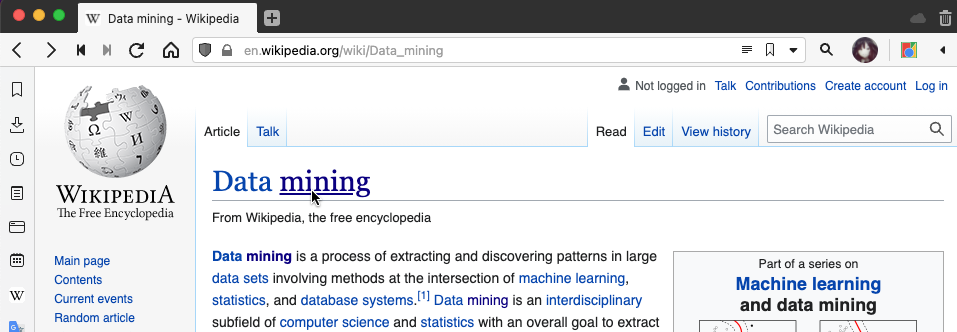 Data mining - Wikipedia
en.wikipedia.org/wiki/Data_mining
Not logged in Talk Contributions Create account Log in
Article Talk Read Edit View history Search Wikipedia
WIKIPEDIA
The Free Encyclopedia
Data mining
From Wikipedia, the free encyclopedia
Main page
Contents
Current events
Random article
Data mining is a process of extracting and discovering patterns in large
data sets involving methods at the intersection of machine learning,
statistics, and database systems.[1] Data mining is an interdisciplinary
subfield of computer science and statistics with an overall goal to extract
Part of a series on
Machine learning
and data mining